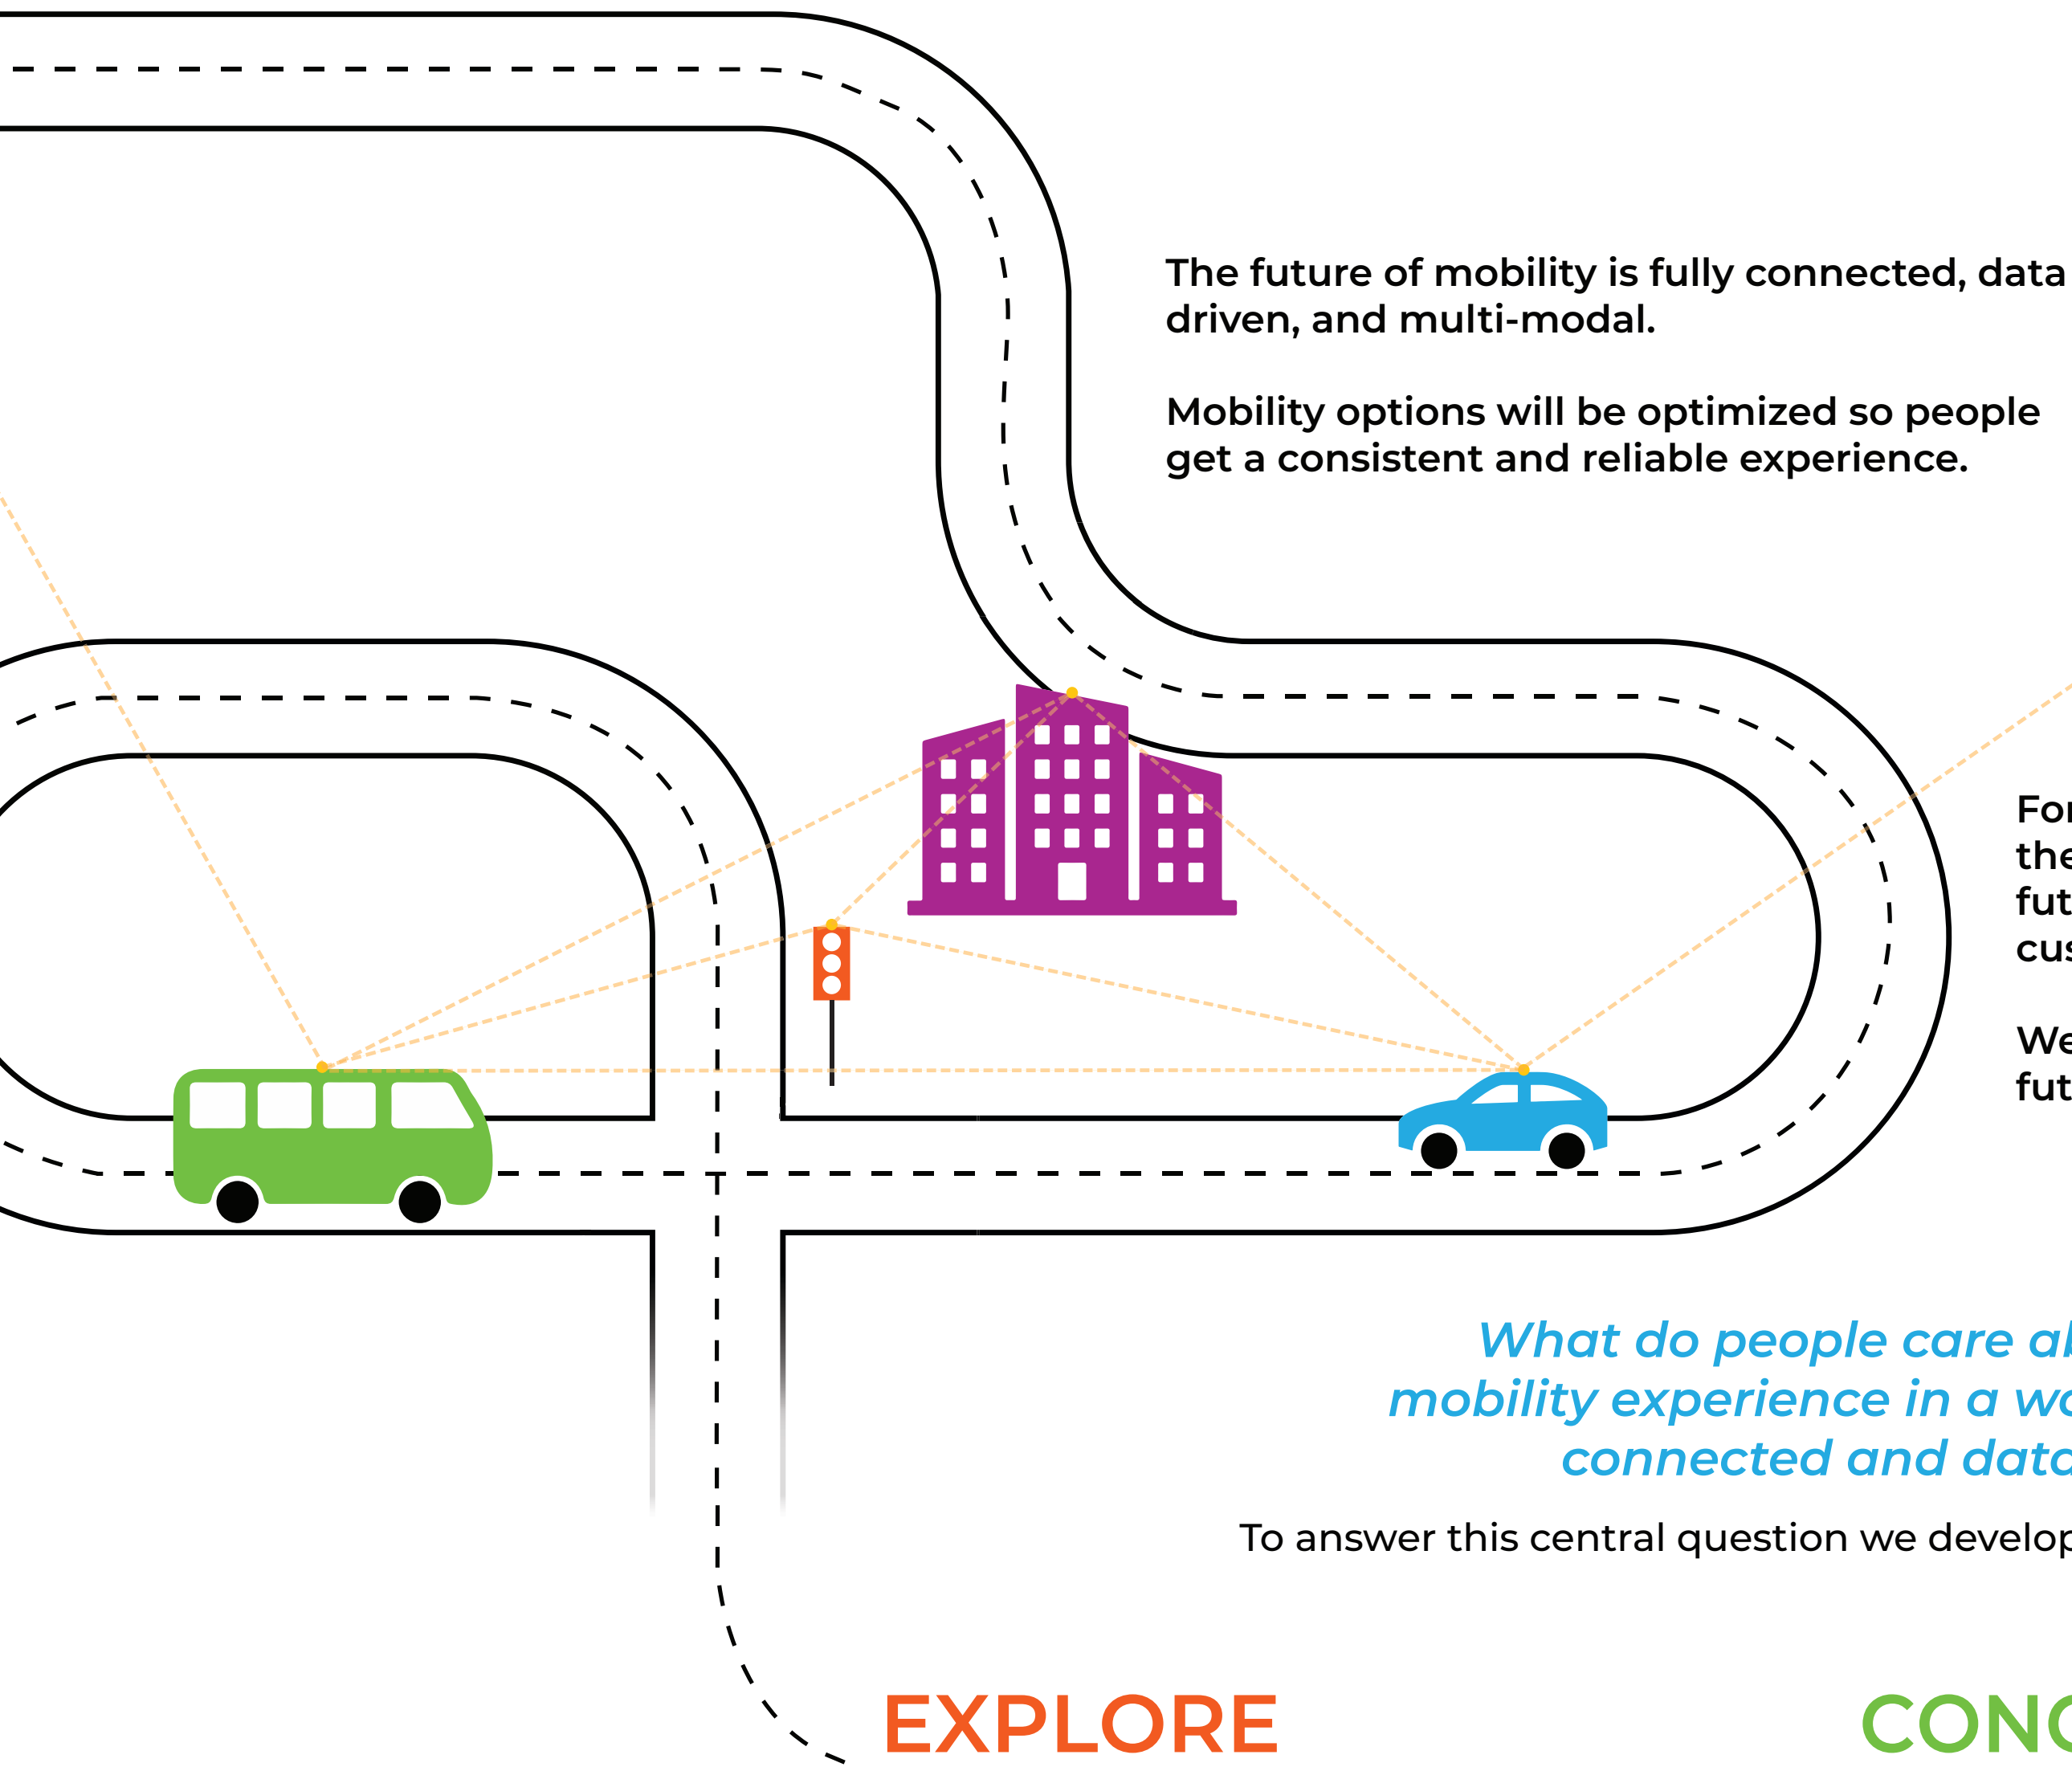 The future of mobility is fully connected, data
driven, and multi-modal.
Mobility options will be optimized so people
get a consistent and reliable experience.
What do people care
mobility experience in a
connected and
To answer this central question we
EXPLORE